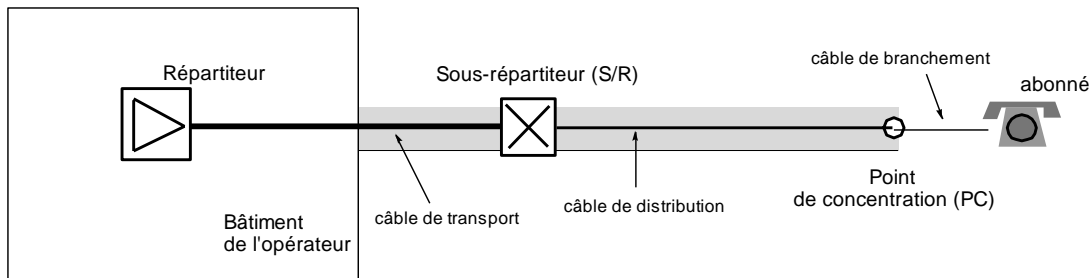 Répartiteur
Sous-répartiteur (S/R)
câble de branchement
abonné
câble de transport
câble de distribution
Point
de concentration (PC)
Bâtiment
de l'opérateur